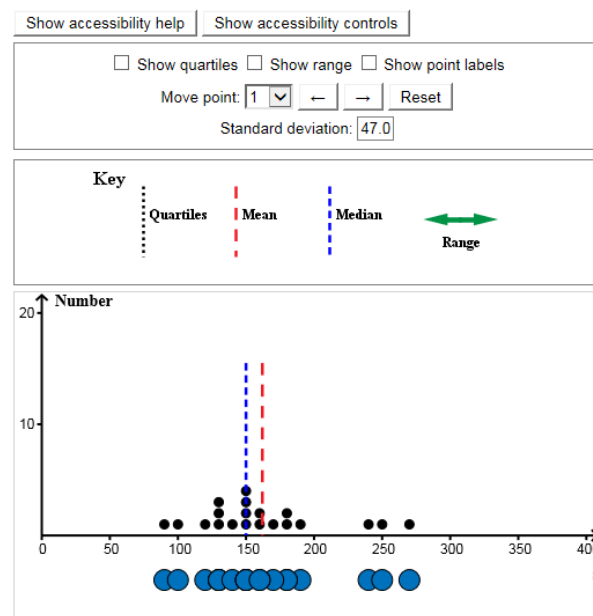 Show accessibility help Show accessibility controls
Show quartiles Show range Show point labels
Move point: 1 ← → Reset
Standard deviation: 47.0
Key
Quartiles Mean Median
Range
Number
20
10
0 50 100 150 200 250 300 350